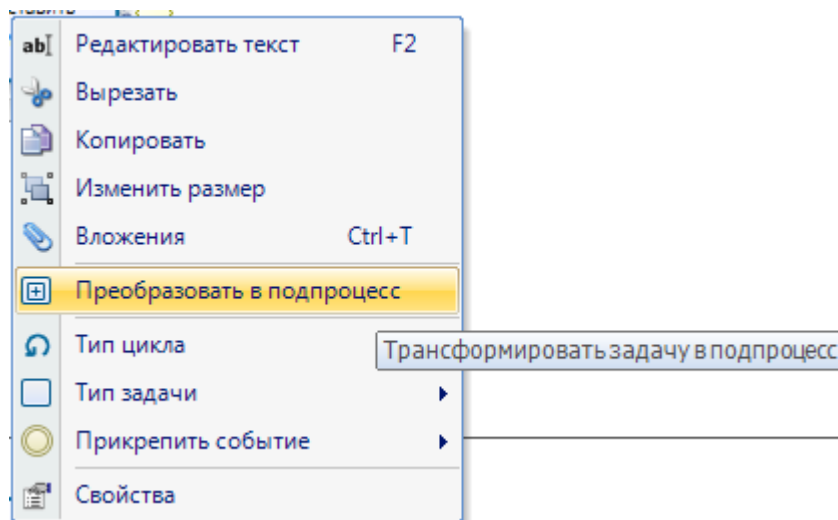 Редактировать текст F2
Вырезать
Копировать
Изменить размер
Вложения Ctrl+T
Преобразовать в подпроцесс
Тип цикла
Трансформировать задачу в подпроцесс
Тип задачи
Прикрепить событие
Свойства